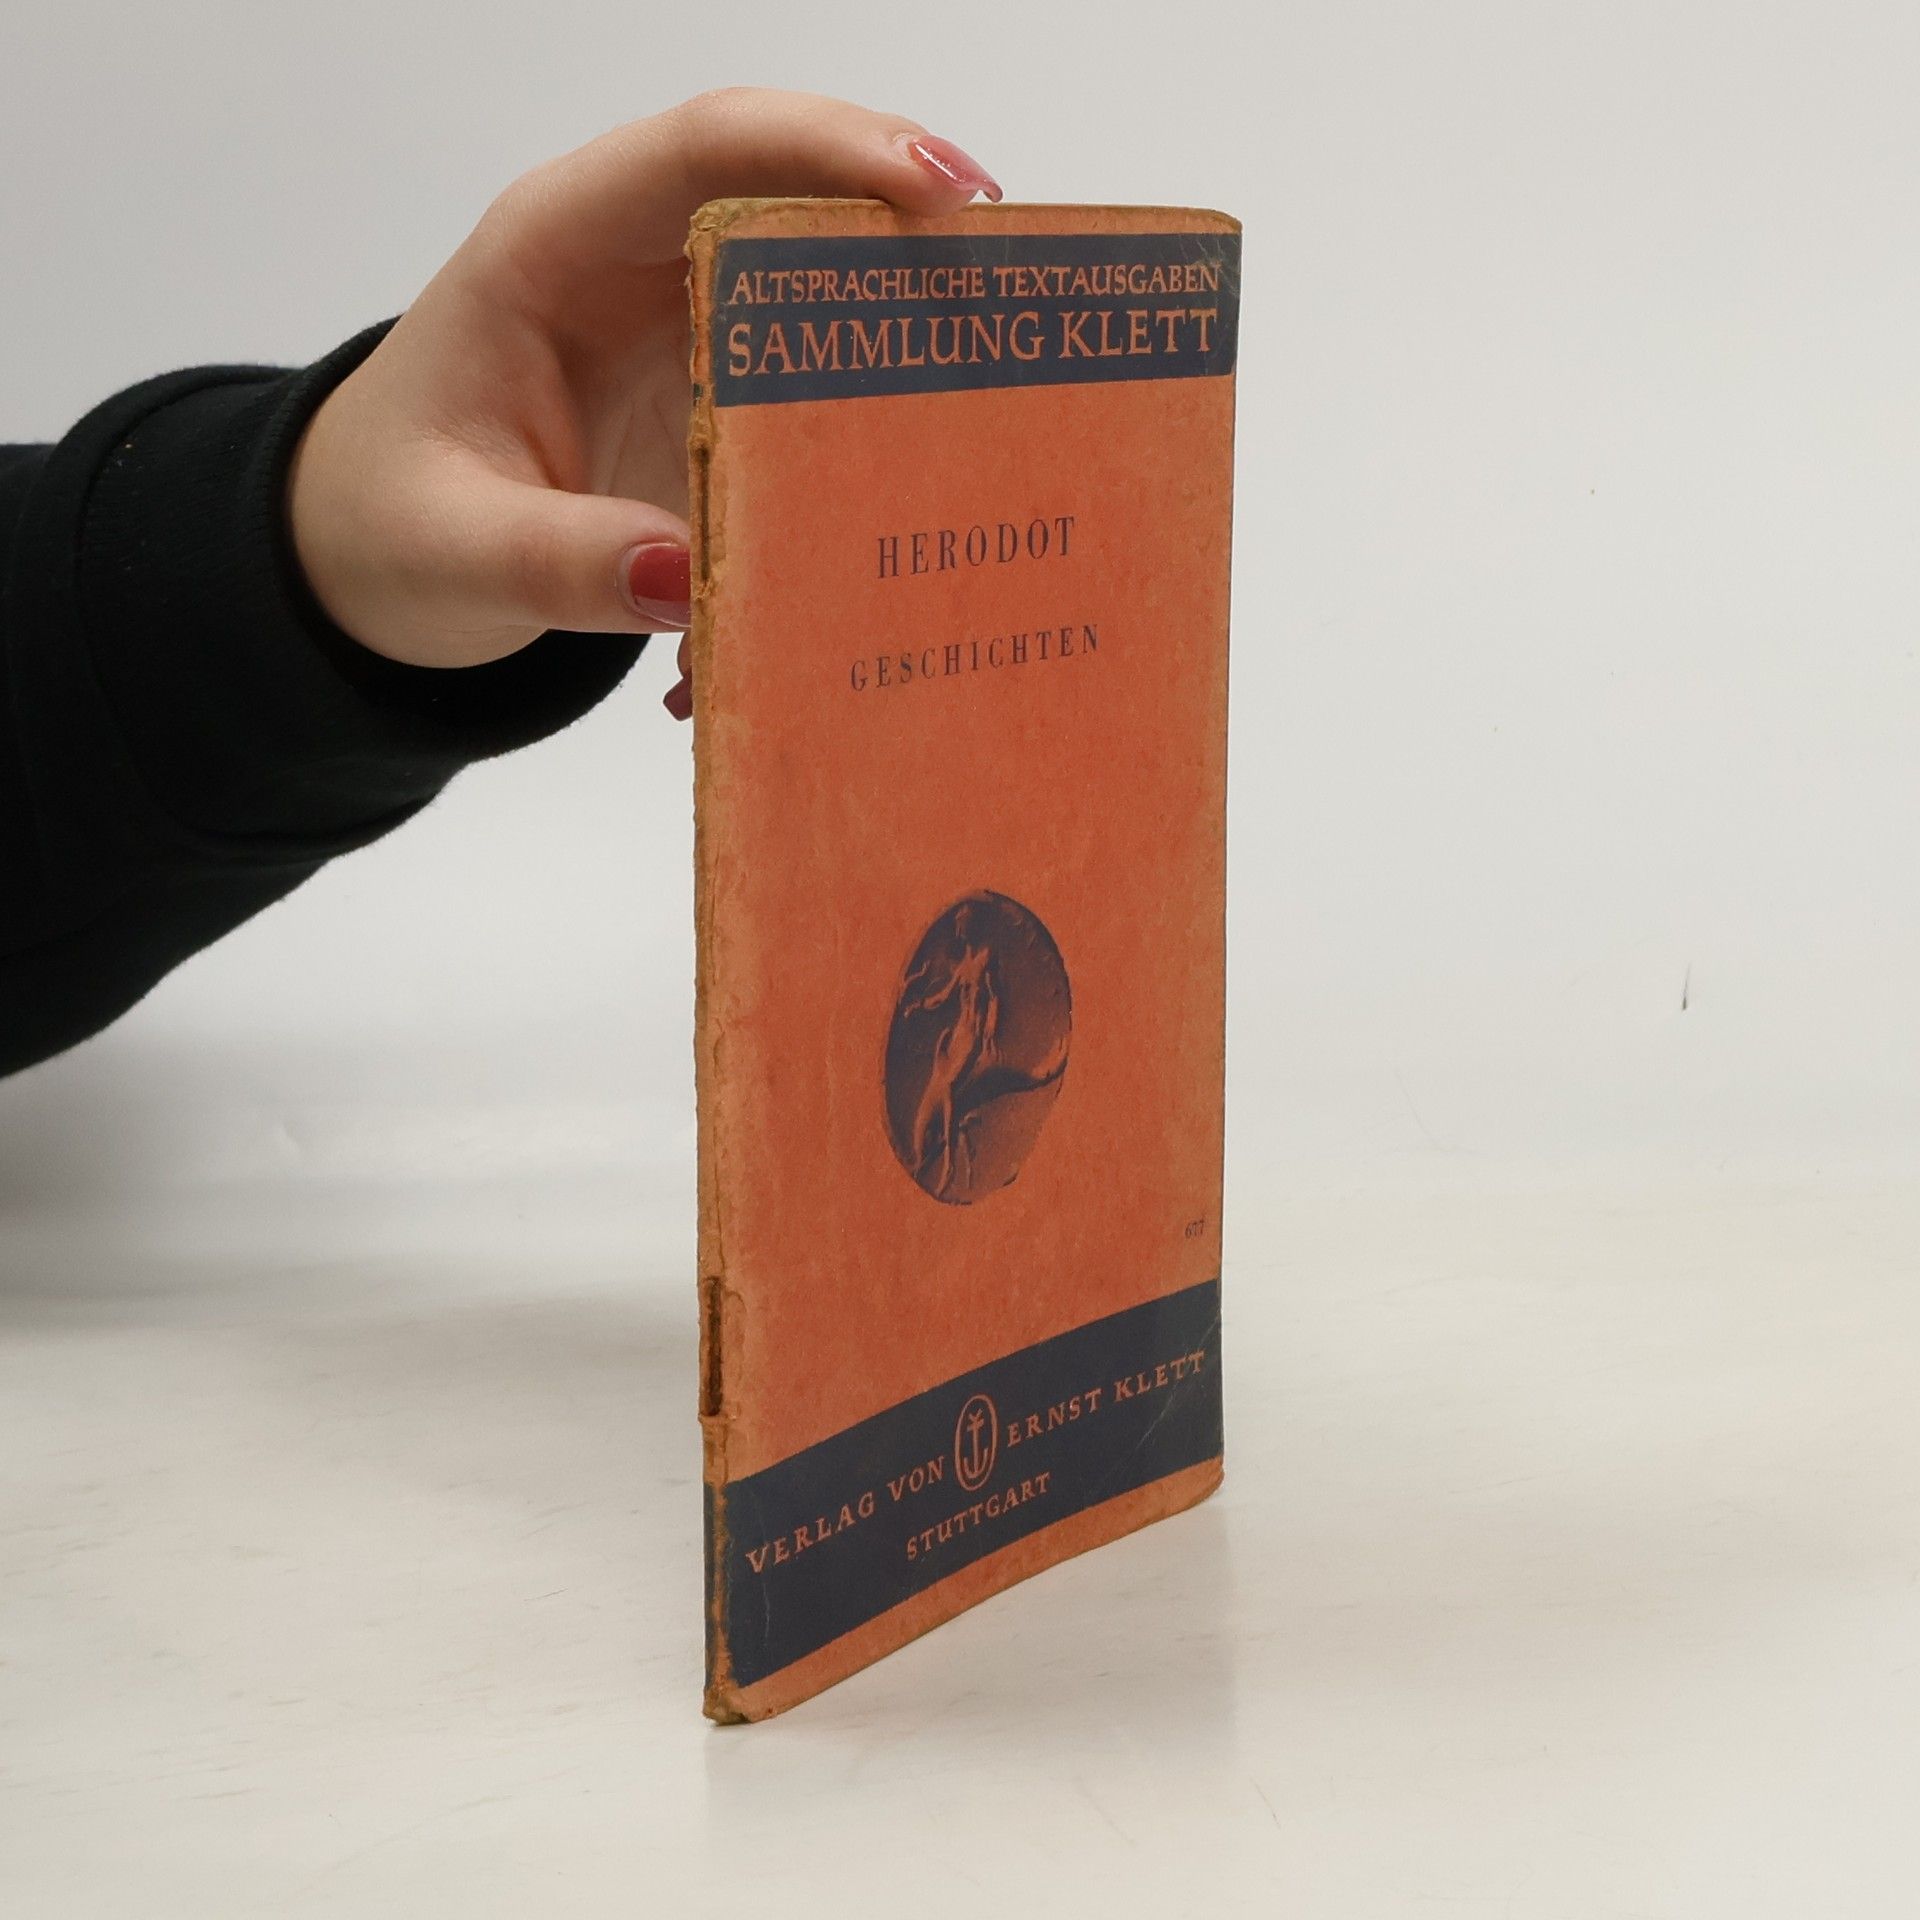 ALTSPRACHLICHE TEXTAUSGABEN
SAMMLUNG KLETT
HERODOT
GESCHICHTEN
677
VERLAG VON ERNST KLETT
STUTTGART